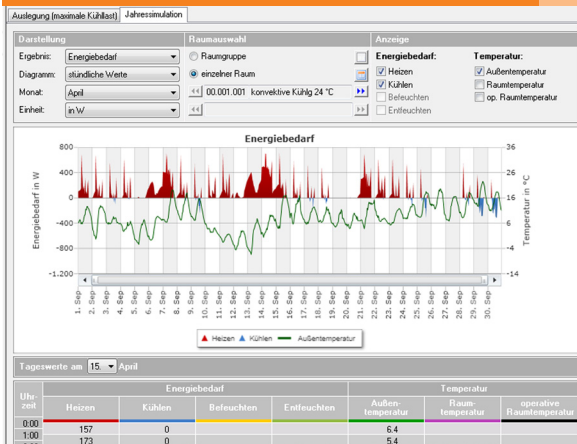 Auslegung (maximale Kühllast) Jahressimulation
Darstellung Raumauswahl Anzeige
Ergebnis: Energiebedarf Raumgruppe Energiebedarf: Temperatur:
Diagramm: stündliche Werte einzelner Raum Heizen Außentemperatur
Monat: April 00.001.001 konvektive Kühlg 24 °C Kühlen Raumtemperatur
Befeuchten op. Raumtemperatur
Einheit: in W Entfeuchten
Energiebedarf
800 36
400 26
0 16
-400 6
-800 -4
-1.200 -14
Energiebedarf in W
Temperatur in °C
1. Sep 2. Sep 3. Sep 4. Sep 5. Sep 6. Sep 7. Sep 8. Sep 9. Sep 10. Sep 11. Sep 12. Sep 13. Sep 14. Sep 15. Sep 16. Sep 17. Sep 18. Sep 19. Sep 20. Sep 21. Sep 22. Sep 23. Sep 24. Sep 25. Sep 26. Sep 27. Sep 28. Sep 29. Sep 30. Sep
Heizen Kühlen Außentemperatur
Tageswerte am 15. April
Uhr-
zeit
Energiebedarf Temperatur
Heizen Kühlen Befeuchten Entfeuchten Außen-
temperatur Raum-
temperatur operative
Raumtemperatur
0:00
157 0 6.4
1:00
173 0 5.4